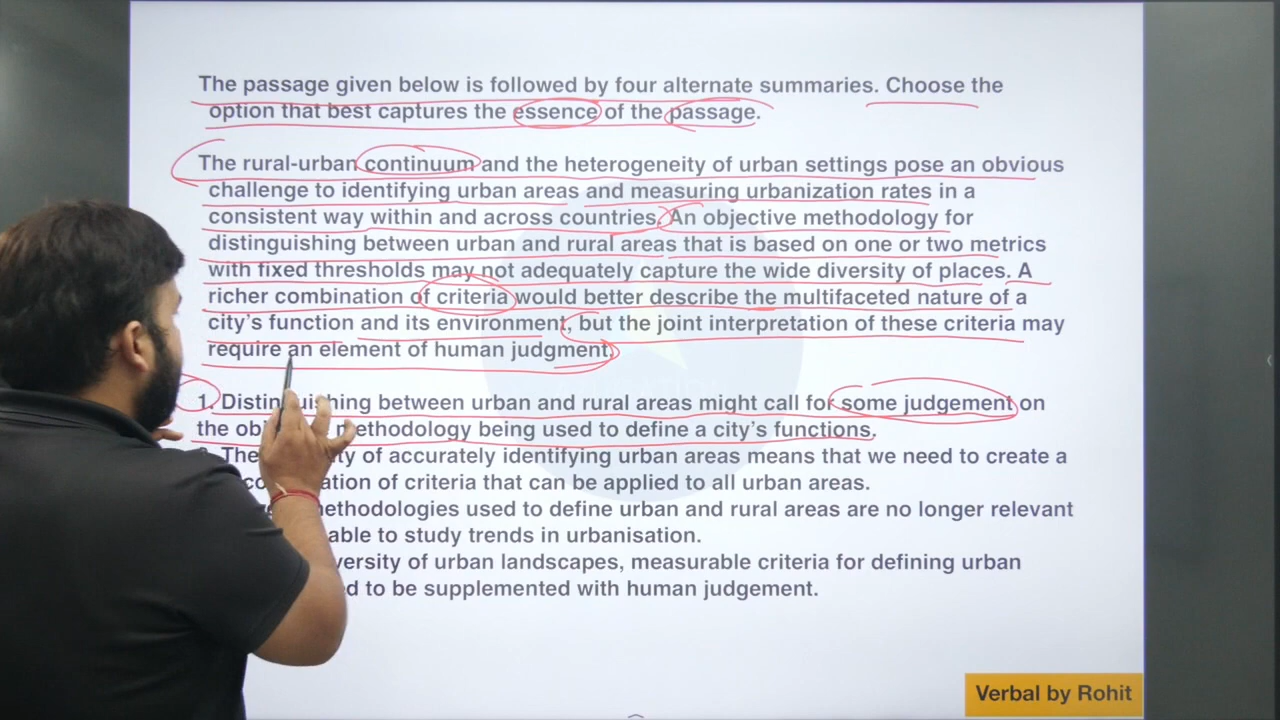 The passage given below is followed by four alternate summaries. Choose the
option that best captures the essence of the passage.
The rural-urban continuum and the heterogeneity of urban settings pose an obvious
challenge to identifying urban areas and measuring urbanization rates in a
consistent way within and across countries. An objective methodology for
distinguishing between urban and rural areas that is based on one or two metrics
with fixed thresholds may not adequately capture the wide diversity of places. A
richer combination of criteria would better describe the multifaceted nature of a
city's function and its environment, but the joint interpretation of these criteria may
require an element of human judgment.
1. Distinguishing between urban and rural areas might call for some judgement on
the methodology being used to define a city's functions.
The of accurately identifying urban areas means that we need to create a
of criteria that can be applied to all urban areas.
used to define urban and rural areas are no longer relevant
to study trends in urbanisation.
of urban landscapes, measurable criteria for defining urban
to be supplemented with human judgement.
Verbal by Rohit